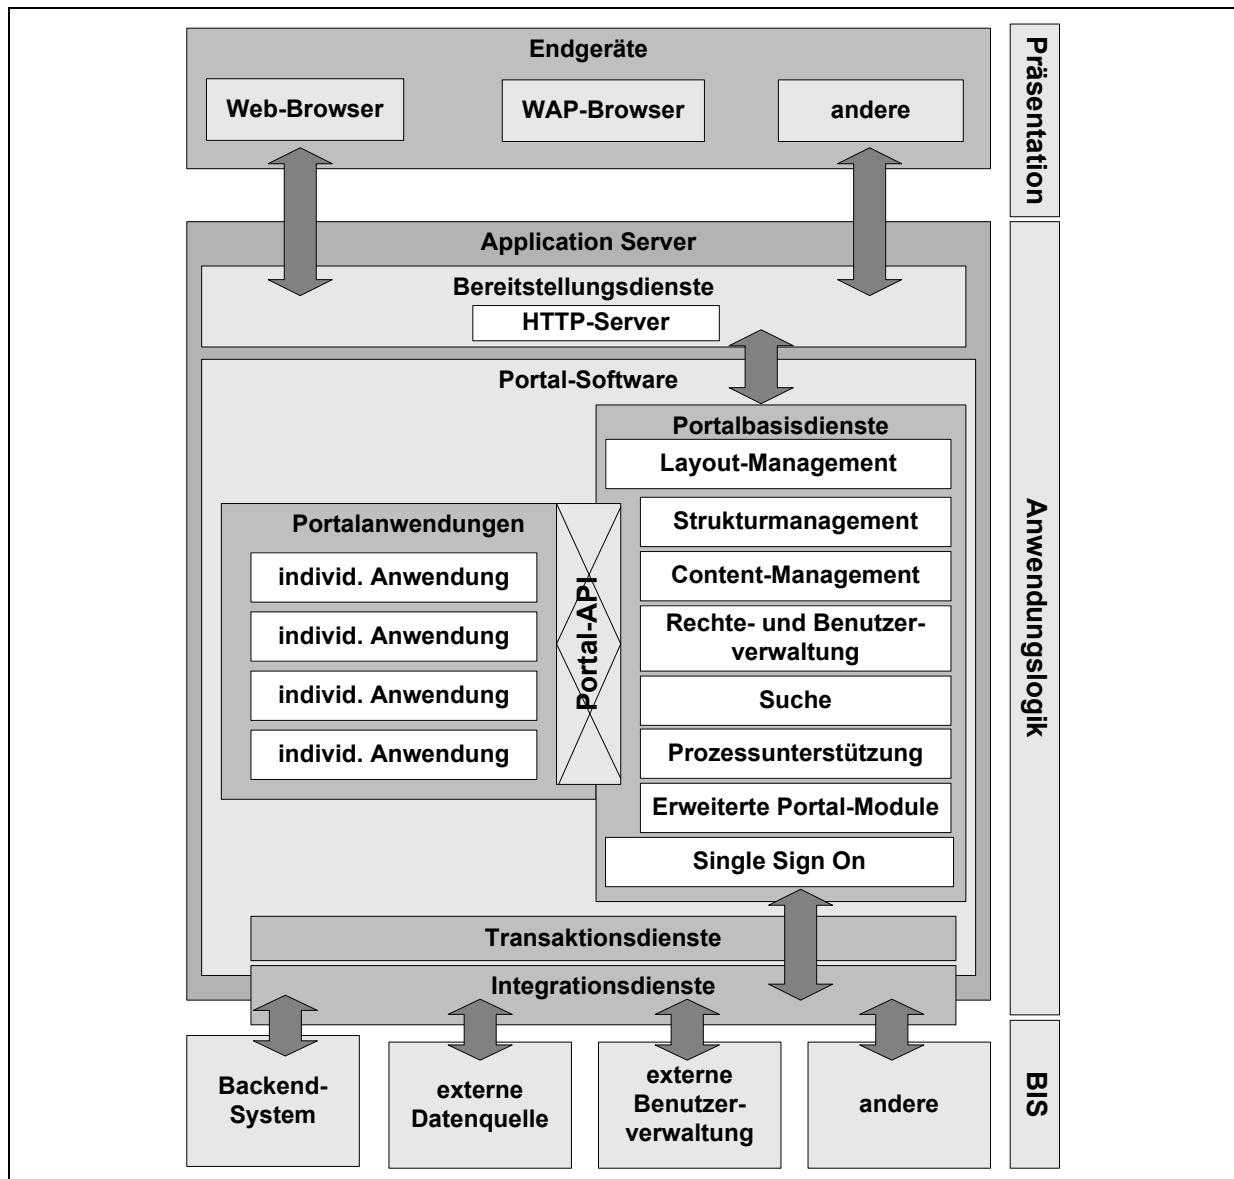 Endgeräte
Web-Browser
WAP-Browser
andere
Präsentation
Application Server
Bereitstellungsdienste
HTTP-Server
Portal-Software
Portalbasisdienste
Layout-Management
Strukturmanagement
Content-Management
Rechte- und Benutzer-
verwaltung
Suche
Prozessunterstützung
Erweiterte Portal-Module
Single Sign On
Portalanwendungen
individ. Anwendung
individ. Anwendung
individ. Anwendung
individ. Anwendung
Portal-API
Transaktionsdienste
Integrationsdienste
Anwendungslogik
Backend-
System
externe
Datenquelle
externe
Benutzer-
verwaltung
andere
BIS